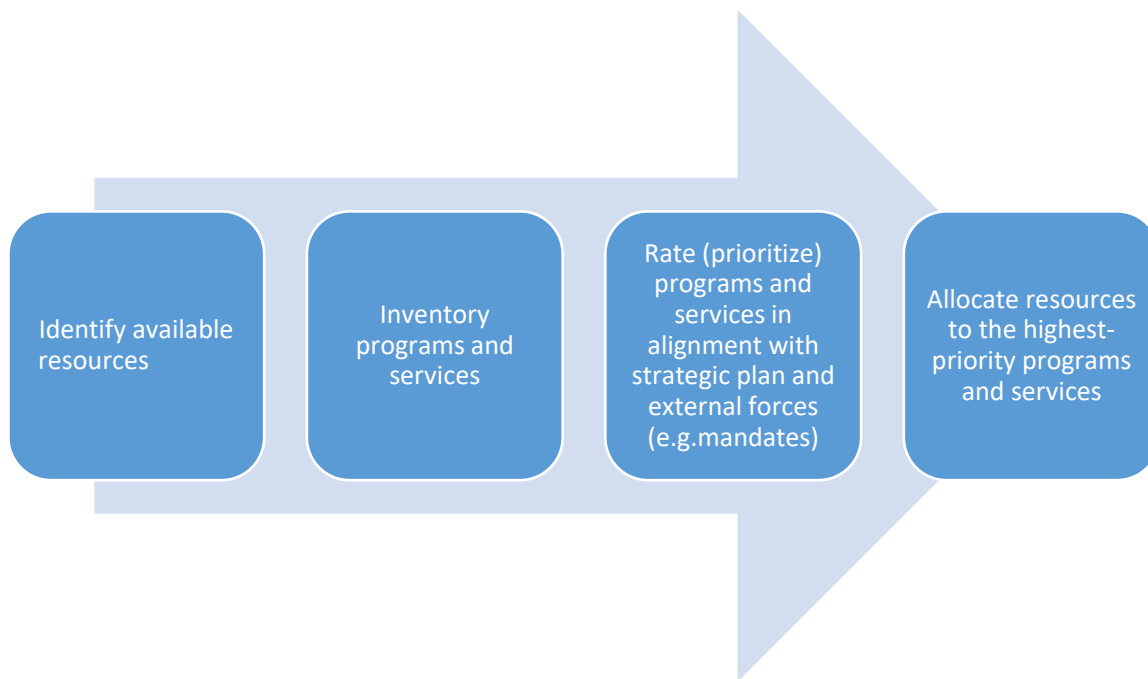 Identify available
resources
Inventory
programs and
services
Rate (prioritize)
programs and
services in
alignment with
strategic plan and
external forces
(e.g.mandates)
Allocate resources
to the highest-
priority programs
and services